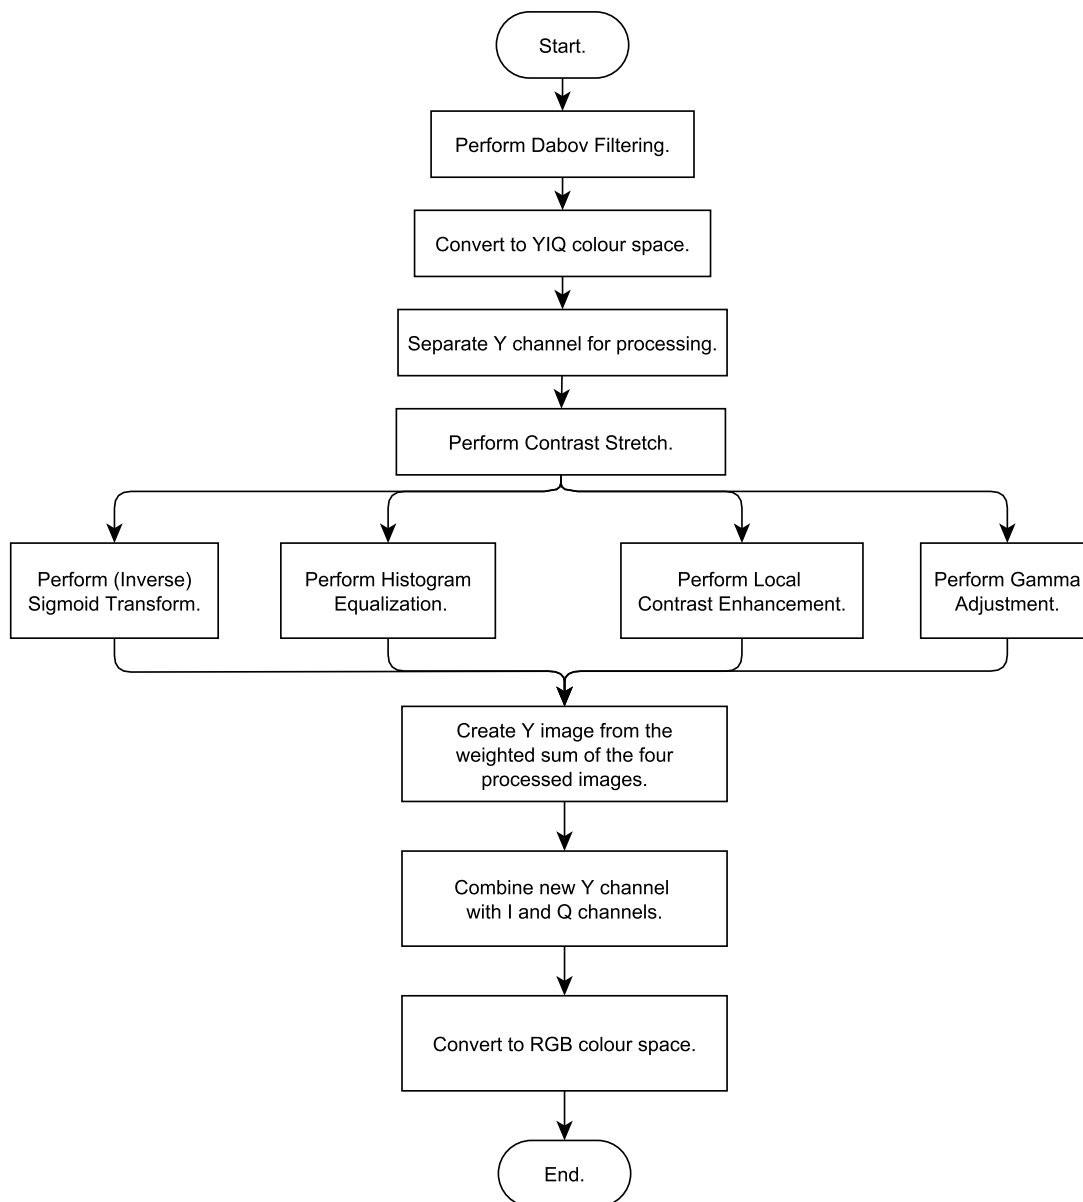 Start.
Perform Dabov Filtering.
Convert to YIQ colour space.
Separate Y channel for processing.
Perform Contrast Stretch.
Perform (Inverse)
Sigmoid Transform.
Perform Histogram
Equalization.
Perform Local
Contrast Enhancement.
Perform Gamma
Adjustment.
Create Y image from the
weighted sum of the four
processed images.
Combine new Y channel
with I and Q channels.
Convert to RGB colour space.
End.